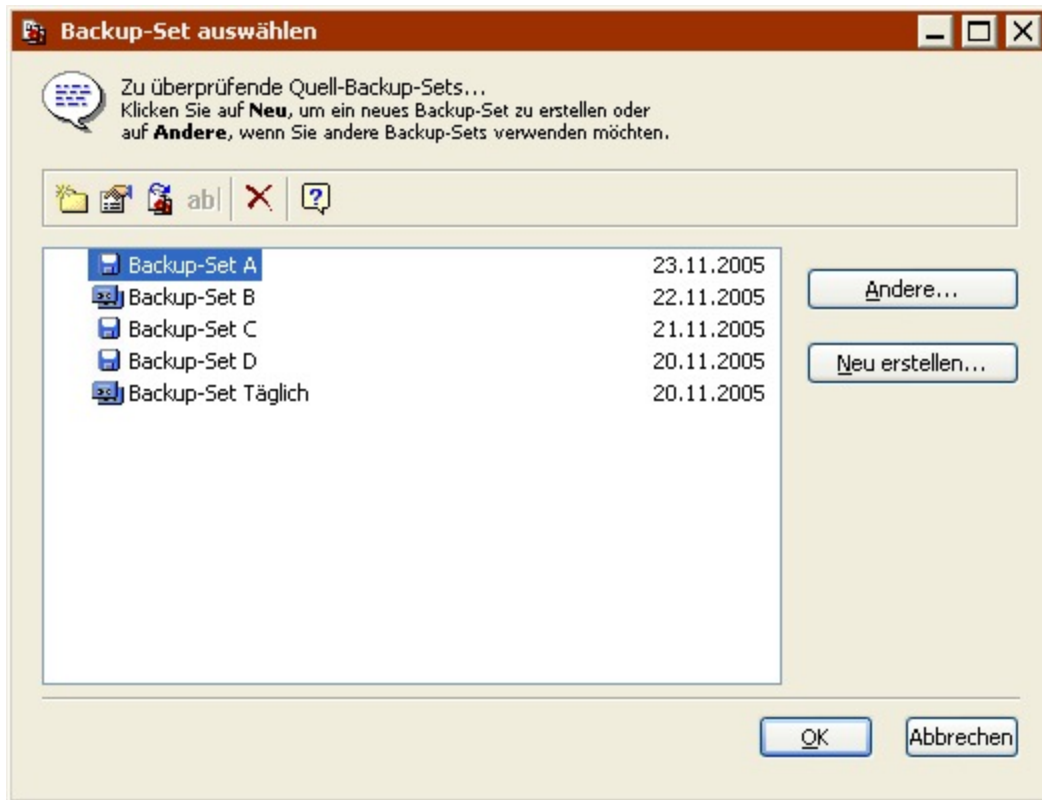 Backup-Set auswählen
Zu überprüfende Quell-Backup-Sets...
Klicken Sie auf Neu, um ein neues Backup-Set zu erstellen oder
auf Andere, wenn Sie andere Backup-Sets verwenden möchten.
ab|
Backup-Set A 23.11.2005
Backup-Set B 22.11.2005
Backup-Set C 21.11.2005
Backup-Set D 20.11.2005
Backup-Set Täglich 20.11.2005
Andere...
Neu erstellen...
OK Abbrechen